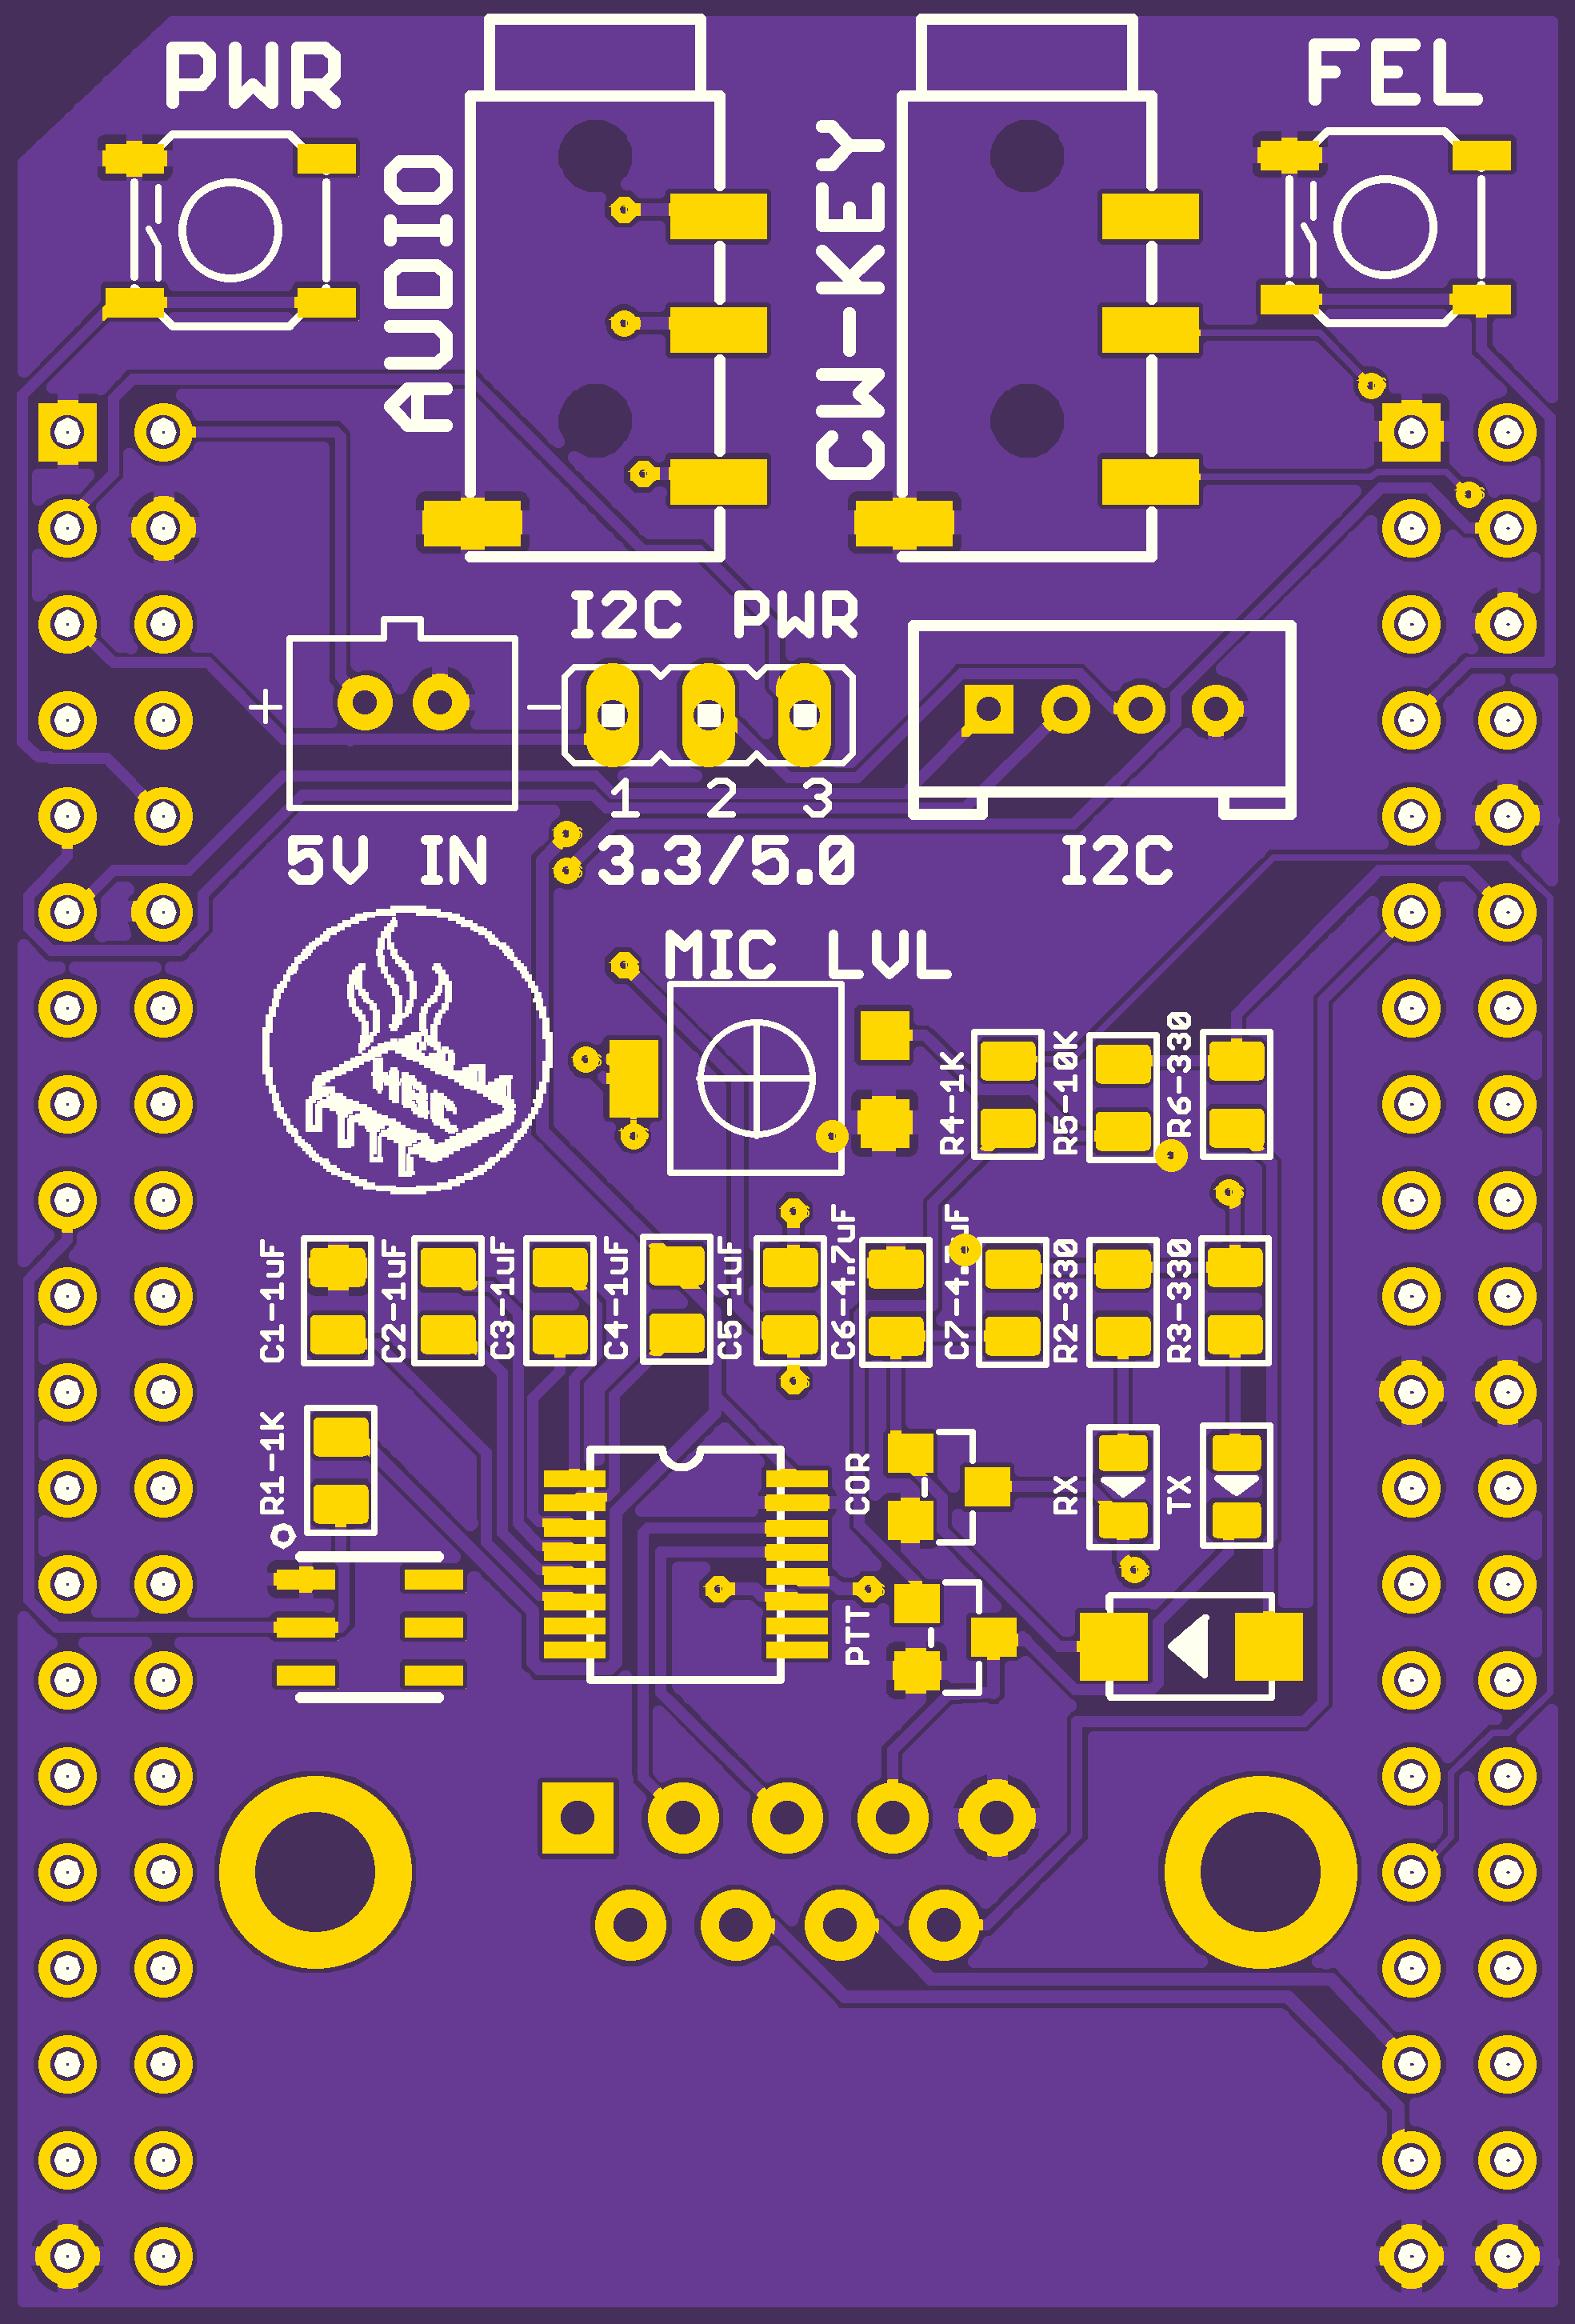 PWR
FEL
AUDIO
CW-KEY
I2C PWR
+
-
1 2 3
5V IN
3.3/5.0
I2C
MIC LVL
R4-1K
R5-10K
R6-330
C1-1uF
C2-1uF
C3-1uF
C4-1uF
C5-1uF
C6-4.7uF
C7-4.7uF
R2-330
R3-330
R1-1K
COR
RX
TX
PTT